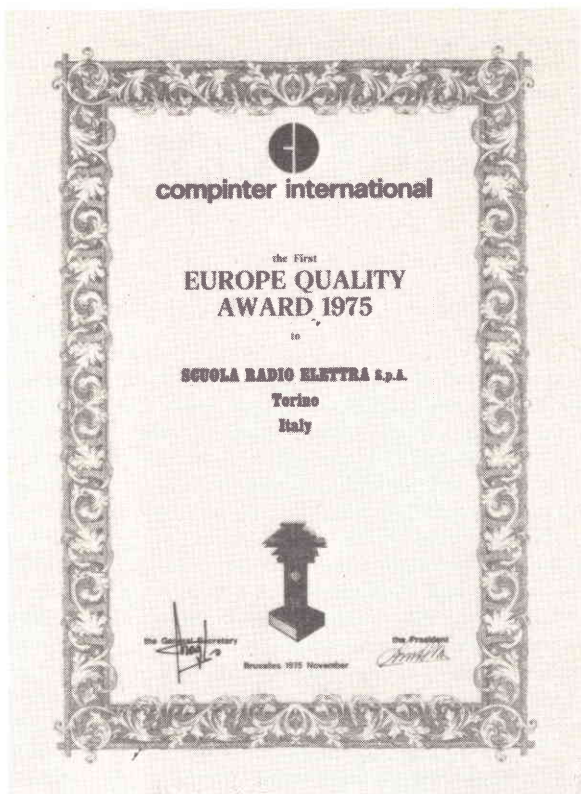 compinter international
the First
EUROPE QUALITY
AWARD 1975
to
SCUOLA RADIO ELETTRA S.p.A.
Torino
Italy
the General Secretary
the President
Bruxelles 1975 November